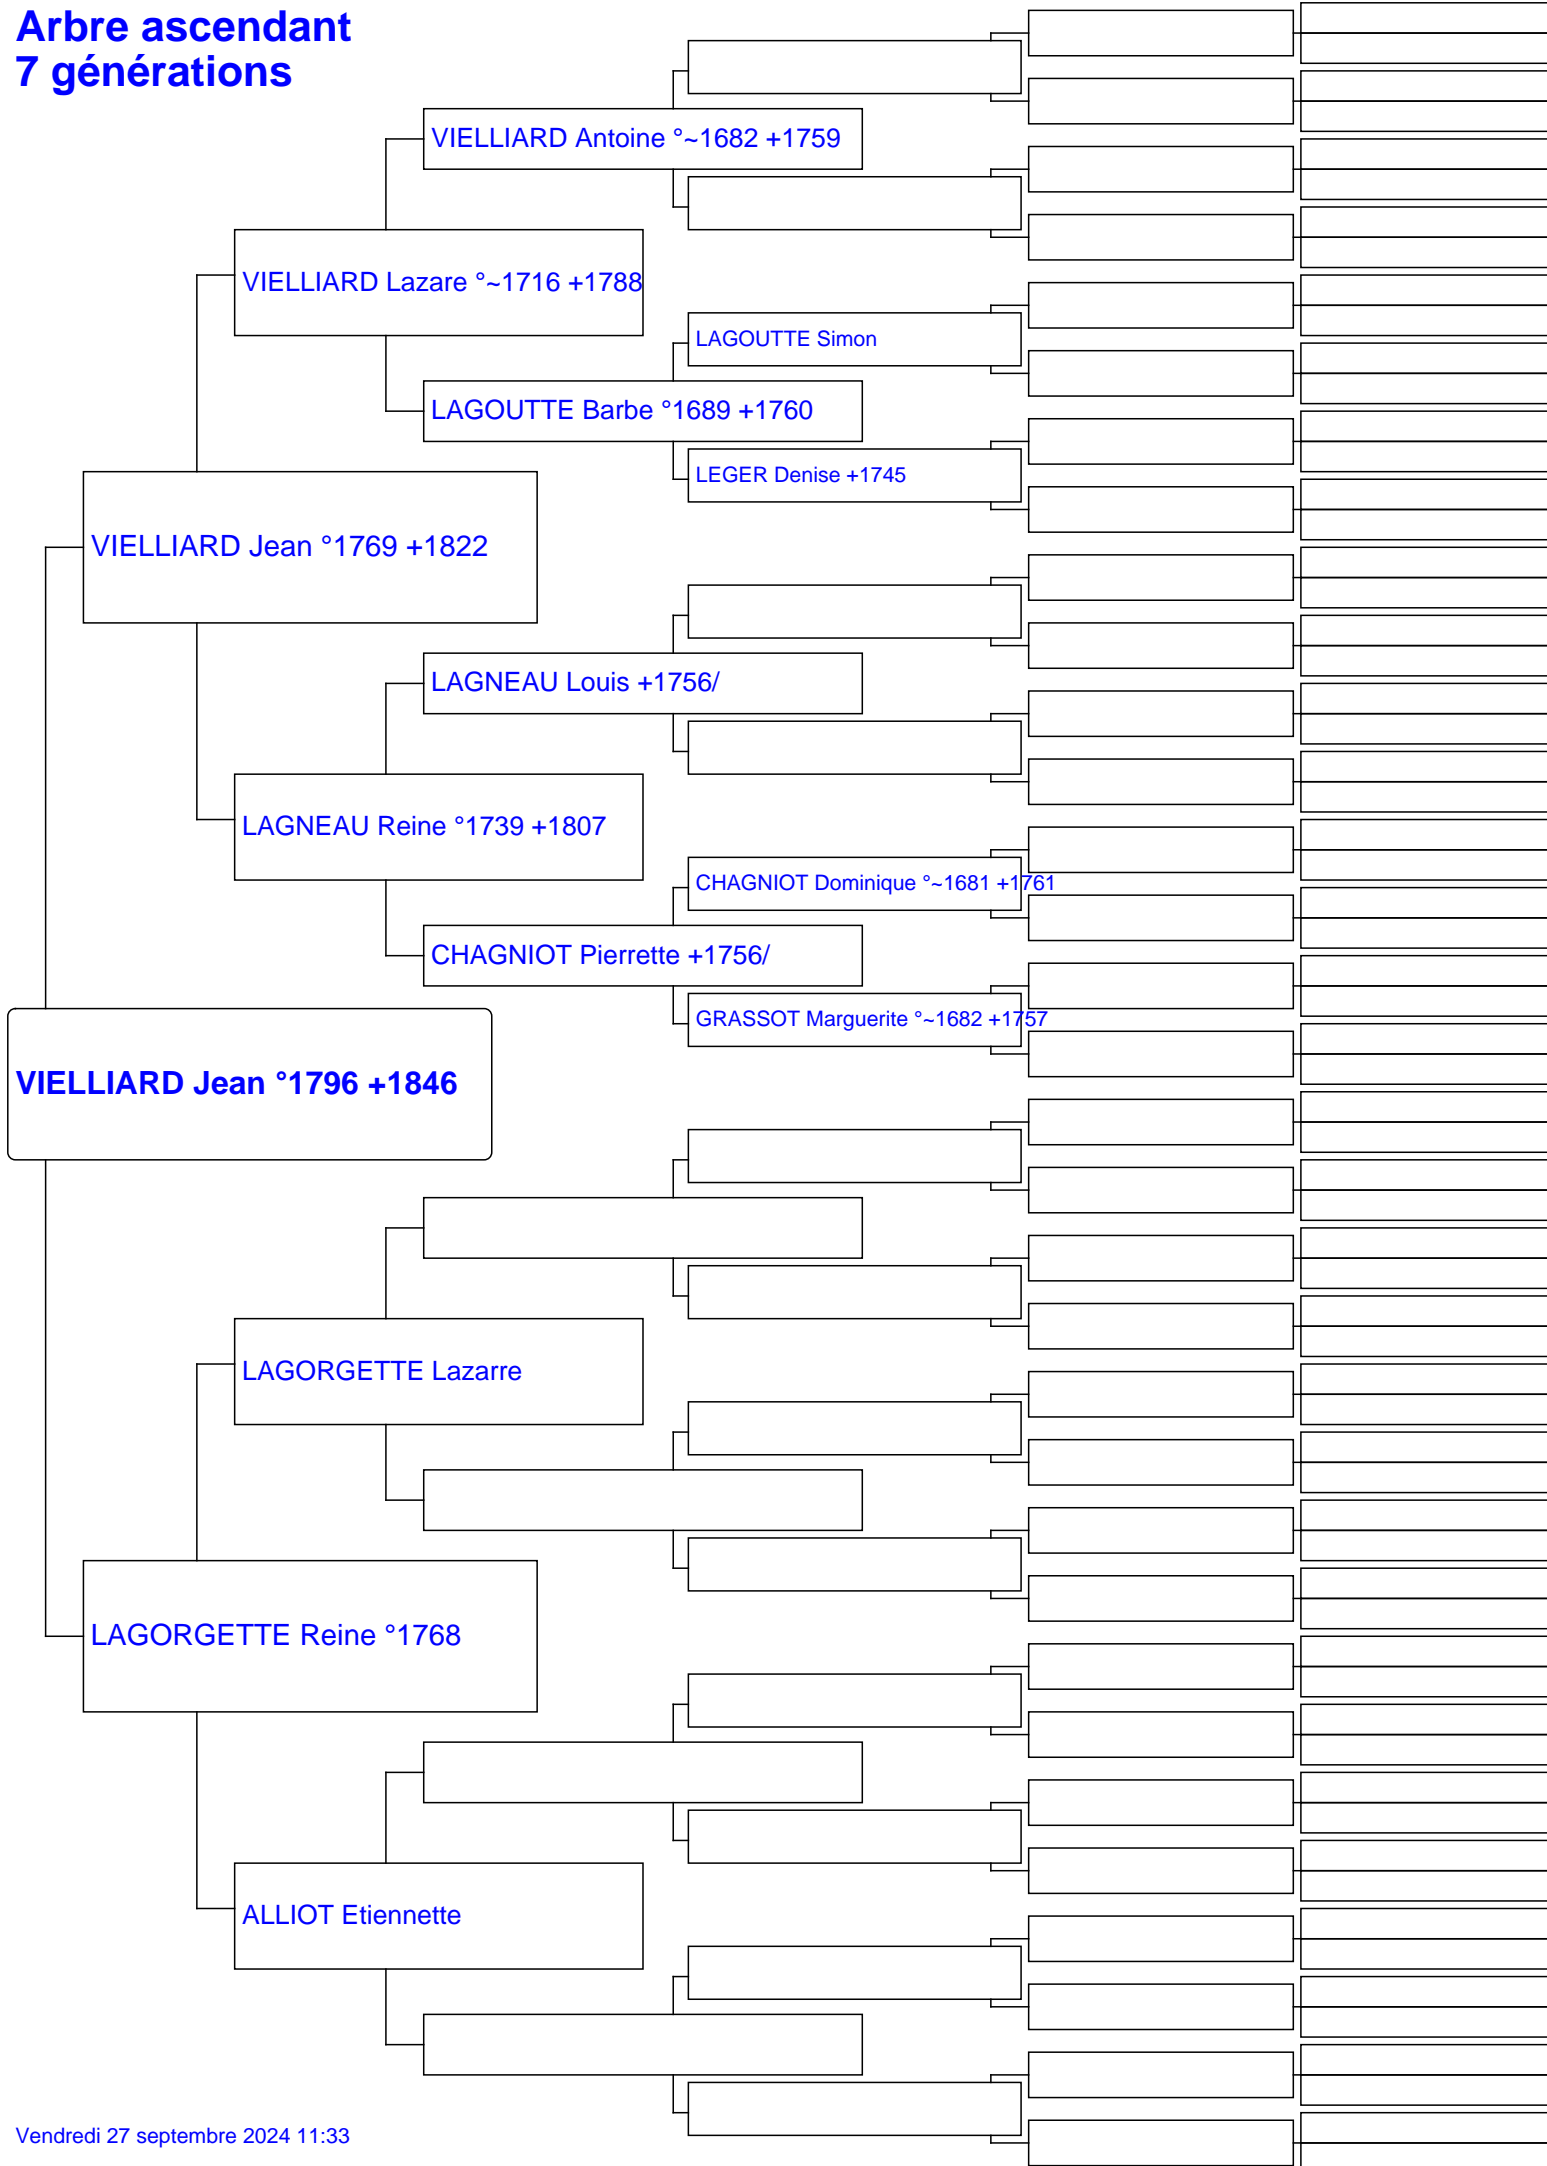 Arbre ascendant
7 générations
VIELLIARD Antoine °~1682 +1759
VIELLIARD Lazare °~1716 +1788
LAGOUTTE Simon
LAGOUTTE Barbe °1689 +1760
LEGER Denise +1745
VIELLIARD Jean °1769 +1822
LAGNEAU Louis +1756/
LAGNEAU Reine °1739 +1807
CHAGNIOT Dominique °~1681 +1761
CHAGNIOT Pierrette +1756/
GRASSOT Marguerite °~1682 +1757
VIELLIARD Jean °1796 +1846
LAGORGETTE Lazarre
LAGORGETTE Reine °1768
ALLIOT Etiennette
Vendredi 27 septembre 2024 11:33